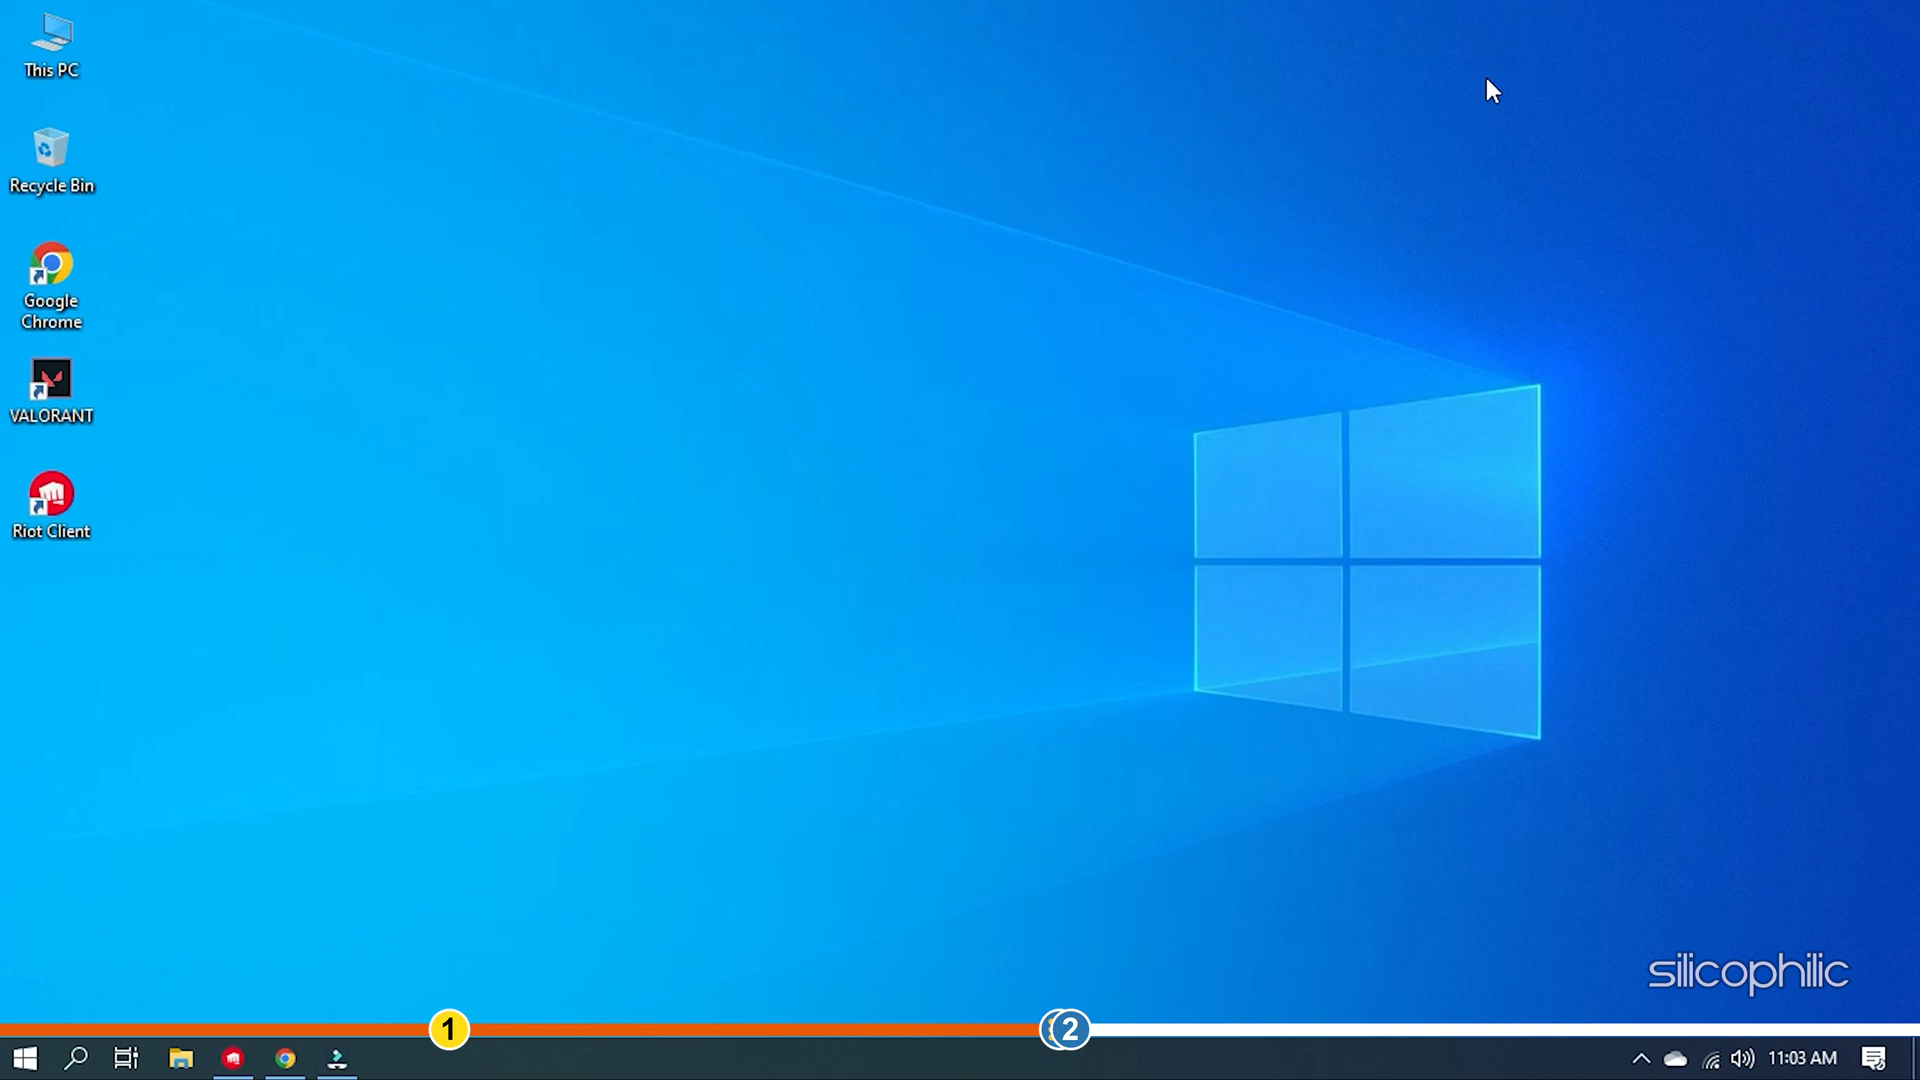 This PC
Recycle Bin
Google
Chrome
VALORANT
Riot Client
silicophilic
1
2
11:03 AM